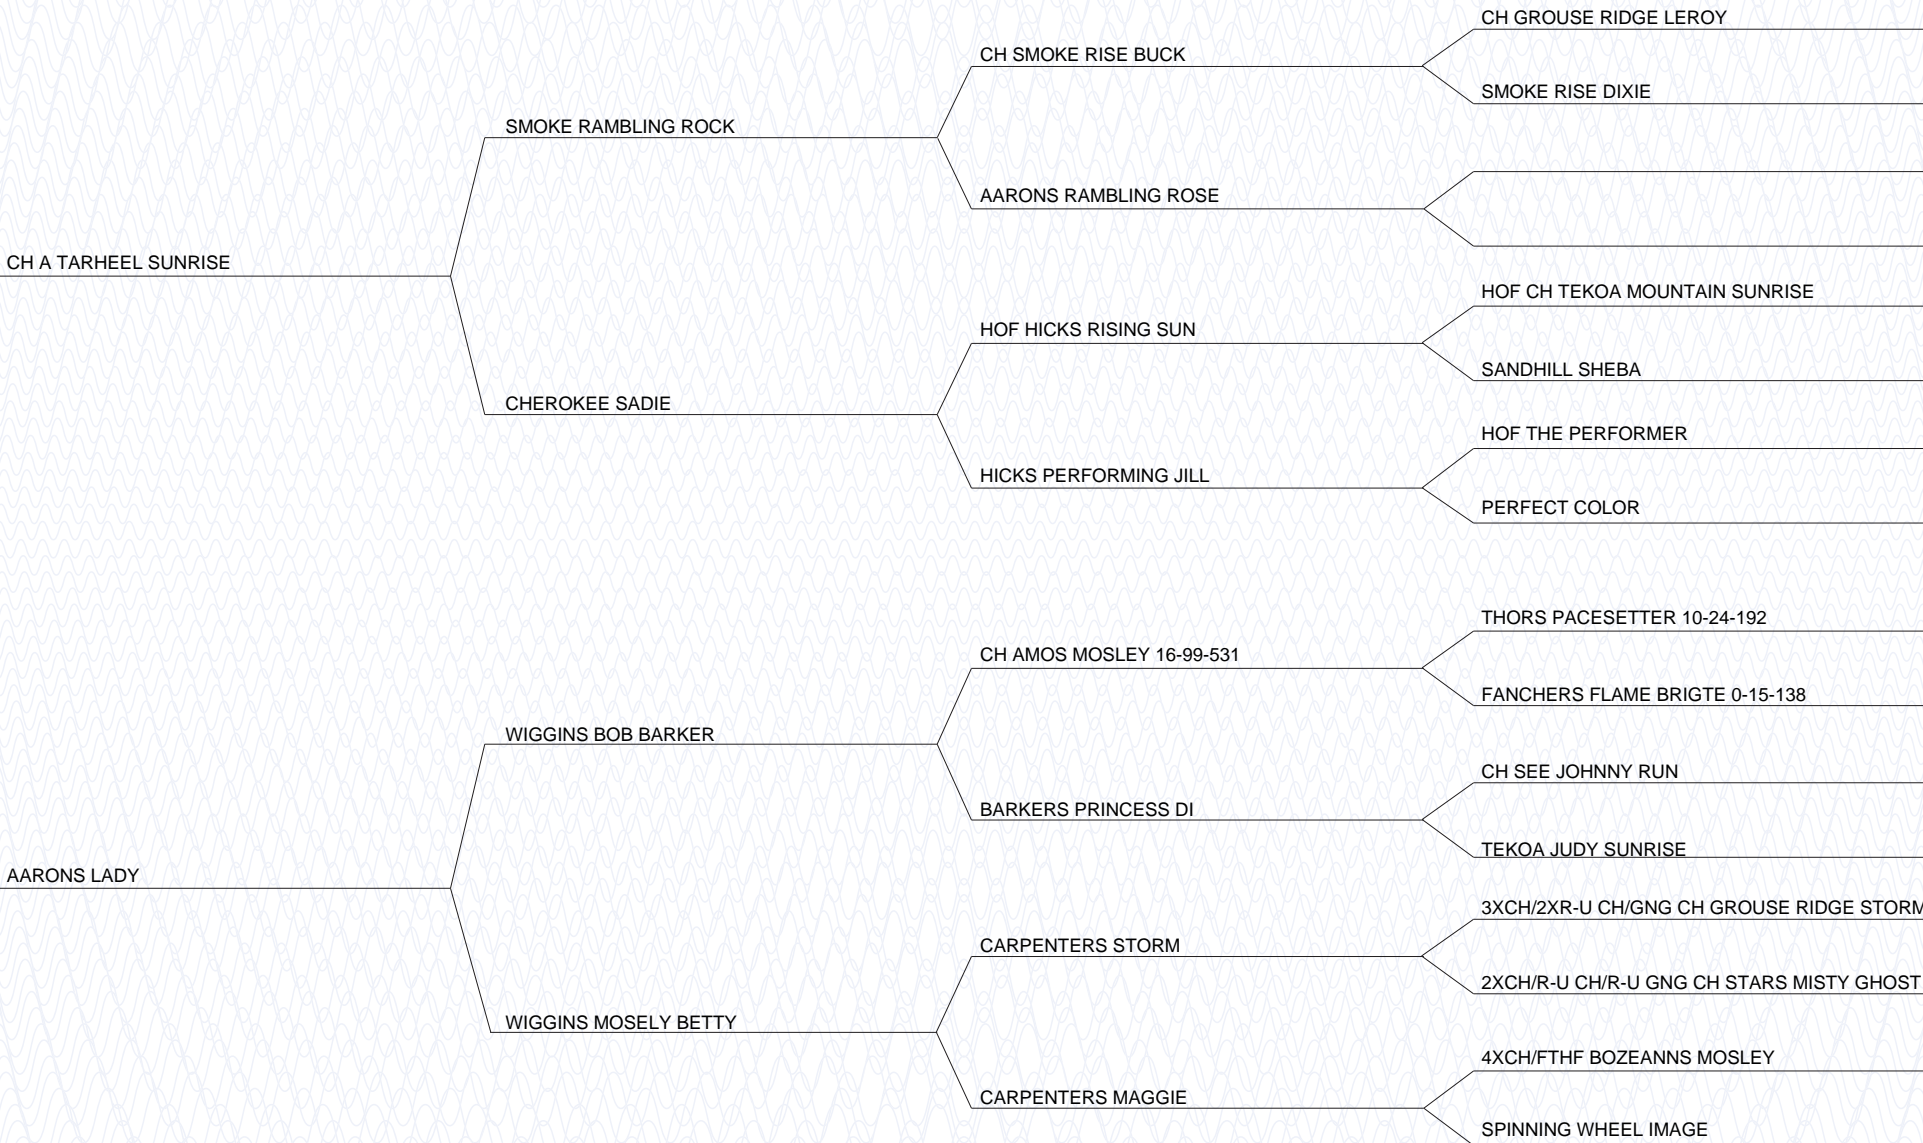 CH GROUSE RIDGE LEROY
CH SMOKE RISE BUCK
SMOKE RISE DIXIE
SMOKE RAMBLING ROCK
AARONS RAMBLING ROSE
CH A TARHEEL SUNRISE
HOF CH TEKOA MOUNTAIN SUNRISE
HOF HICKS RISING SUN
SANDHILL SHEBA
CHEROKEE SADIE
HOF THE PERFORMER
HICKS PERFORMING JILL
PERFECT COLOR
THORS PACESETTER 10-24-192
CH AMOS MOSLEY 16-99-531
FANCHERS FLAME BRIGTE 0-15-138
WIGGINS BOB BARKER
CH SEE JOHNNY RUN
BARKERS PRINCESS DI
TEKOA JUDY SUNRISE
AARONS LADY
3XCH/2XR-U CH/GNG CH GROUSE RIDGE STORM
CARPENTERS STORM
2XCH/R-U CH/R-U GNG CH STARS MISTY GHOST
WIGGINS MOSELY BETTY
4XCH/FTHF BOZEANNS MOSLEY
CARPENTERS MAGGIE
SPINNING WHEEL IMAGE